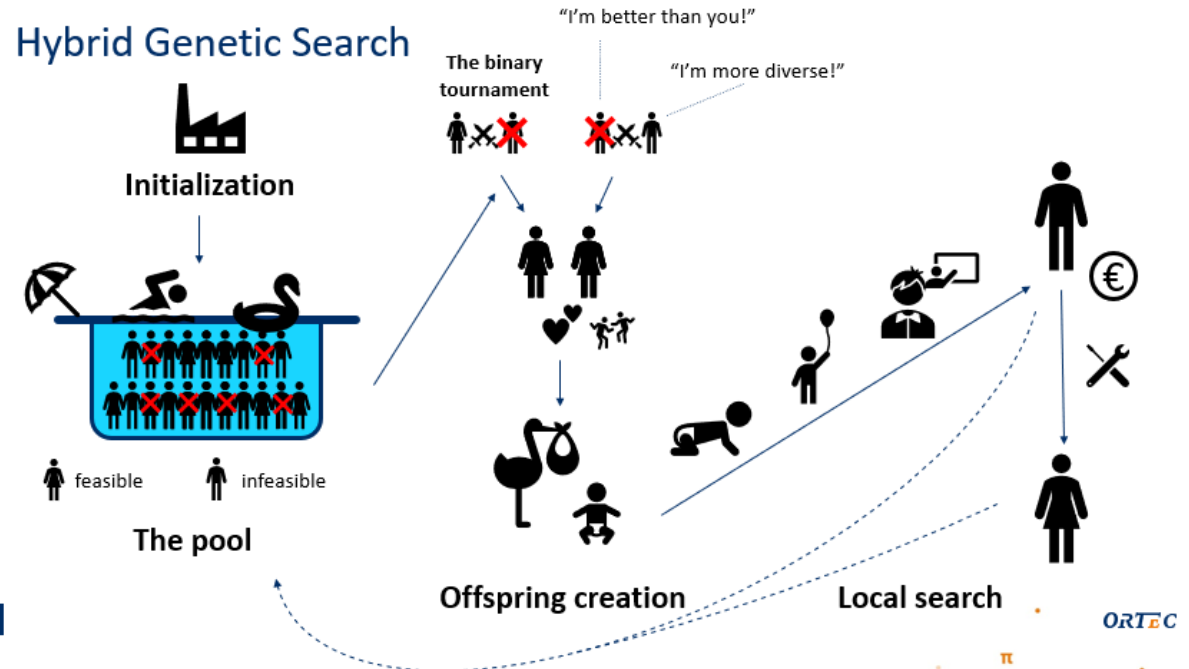 Hybrid Genetic Search
“I’m better than you!”
“I’m more diverse!”
The binary
tournament
Initialization
feasible
infeasible
The pool
Offspring creation
Local search
€
ORTEC
π